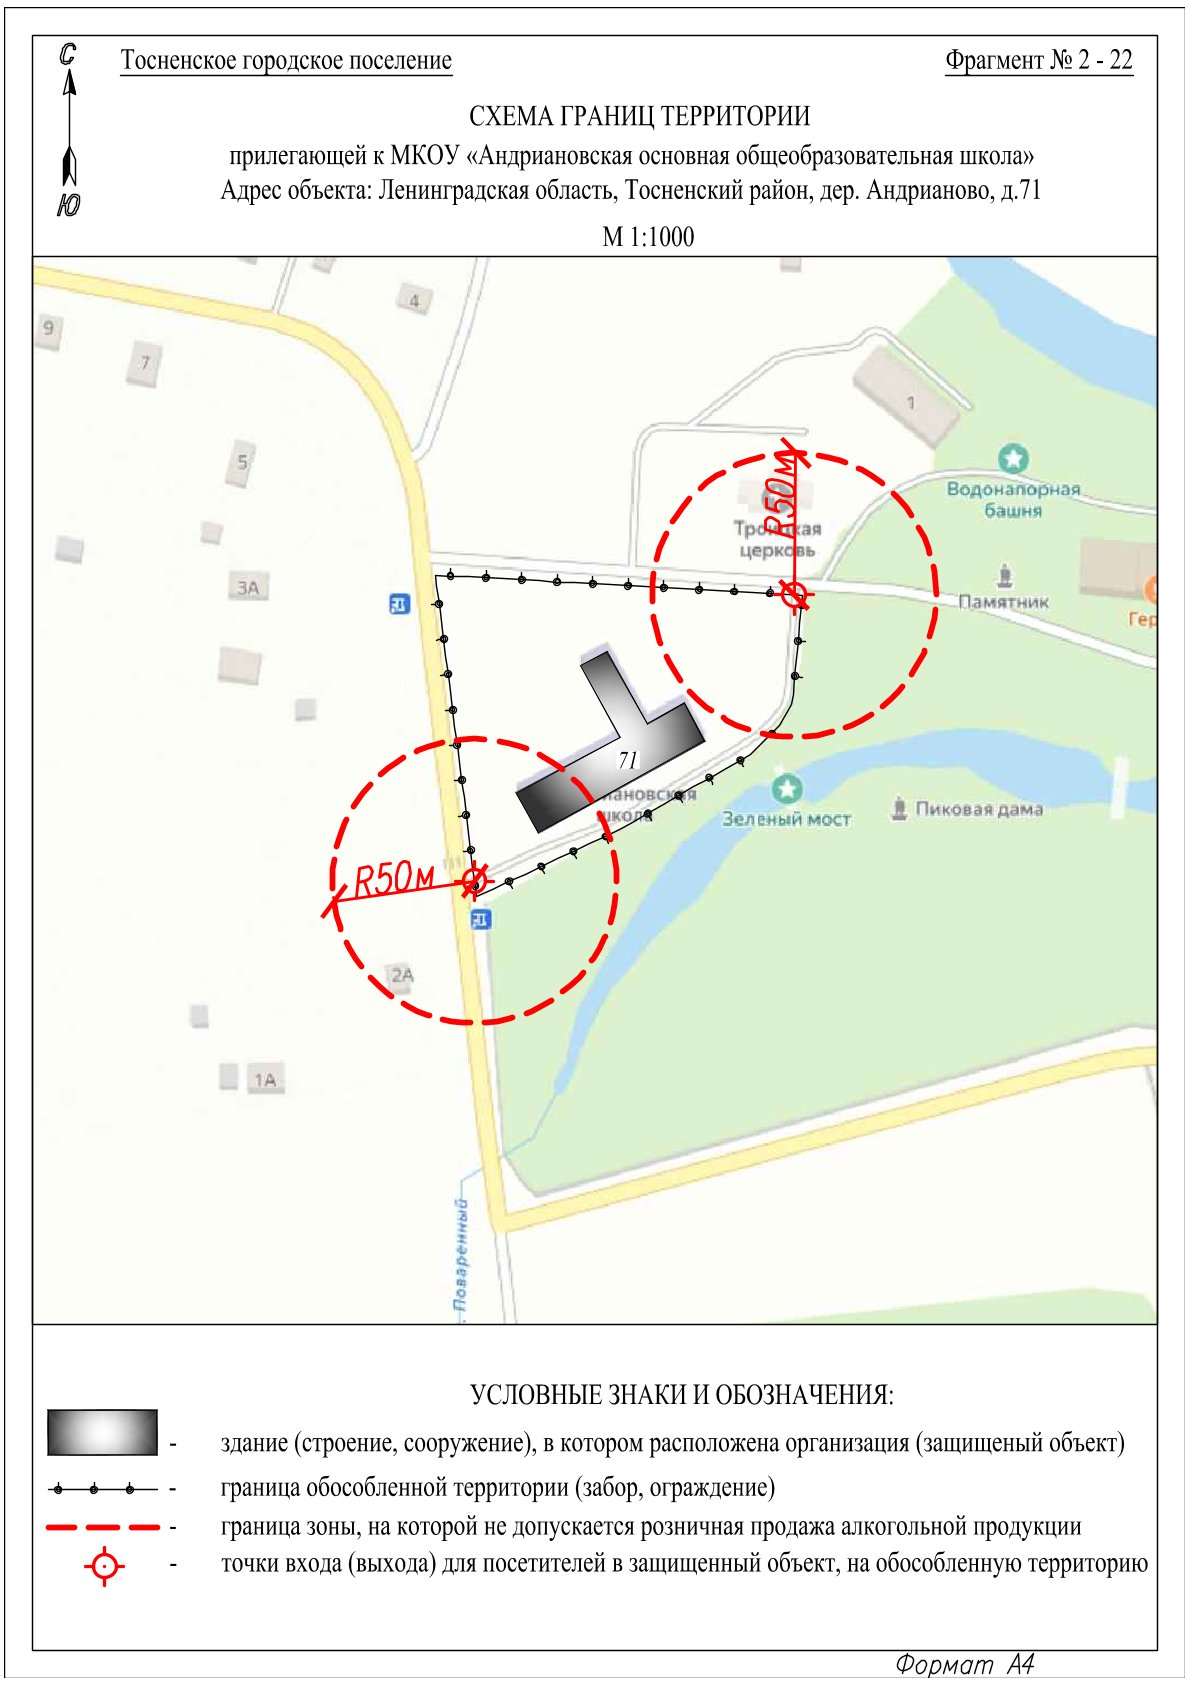 С
Ю
Тосненское городское поселение
Фрагмент № 2 - 22
СХЕМА ГРАНИЦ ТЕРРИТОРИИ
прилегающей к МКОУ «Андриановская основная общеобразовательная школа»
Адрес объекта: Ленинградская область, Тосненский район, дер. Андрианово, д.71
М 1:1000
4
9
7
1
5
R50м
Водонапорная
башня
Троицкая
церковь
3А
Памятник
Гер
71
иановская
школа
Зеленый мост
Пиковая дама
R50м
2А
1А
. Поваренный
УСЛОВНЫЕ ЗНАКИ И ОБОЗНАЧЕНИЯ:
- здание (строение, сооружение), в котором расположена организация (защищеный объект)
- граница обособленной территории (забор, ограждение)
- граница зоны, на которой не допускается розничная продажа алкогольной продукции
- точки входа (выхода) для посетителей в защищенный объект, на обособленную территорию
Формат А4